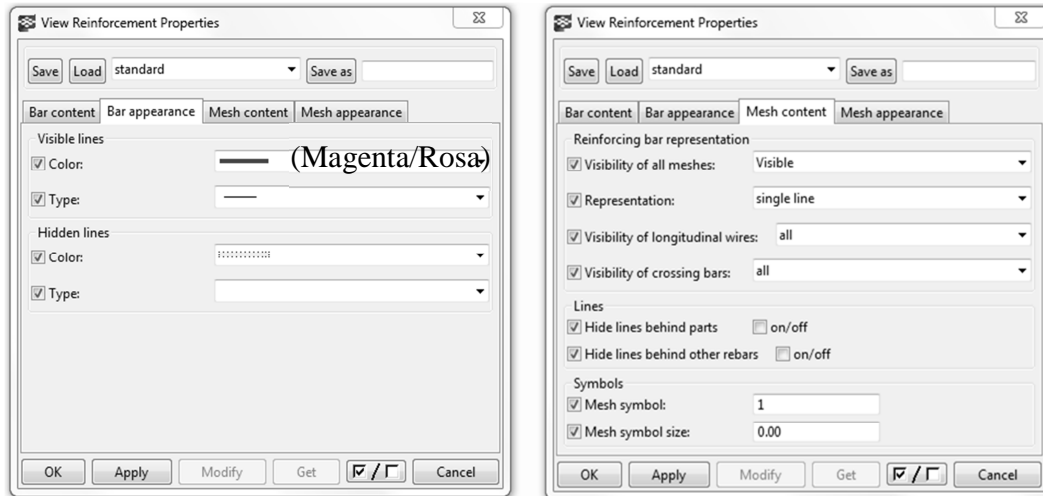 View Reinforcement Properties
Save Load standard Save as
Bar content Bar appearance Mesh content Mesh appearance
Visible lines
Color: (Magenta/Rosa)
Type:
Hidden lines
Color:
Type:
OK Apply Modify Get / Cancel
View Reinforcement Properties
Save Load standard Save as
Bar content Bar appearance Mesh content Mesh appearance
Reinforcing bar representation
Visibility of all meshes: Visible
Representation: single line
Visibility of longitudinal wires: all
Visibility of crossing bars: all
Lines
Hide lines behind parts on/off
Hide lines behind other rebars on/off
Symbols
Mesh symbol: 1
Mesh symbol size: 0.00
OK Apply Modify Get / Cancel